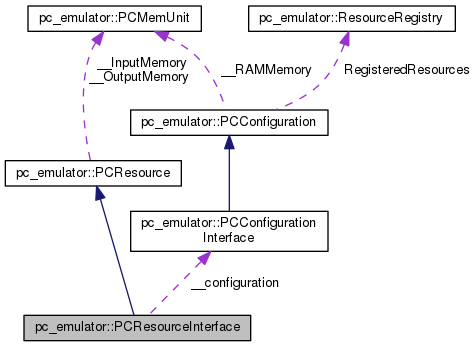 pc_emulator::PCMemUnit
pc_emulator::ResourceRegistry
__InputMemory
__OutputMemory
__RAMMemory
RegisteredResources
pc_emulator::PCConfiguration
pc_emulator::PCResource
pc_emulator::PCConfiguration
Interface
__configuration
pc_emulator::PCResourceInterface